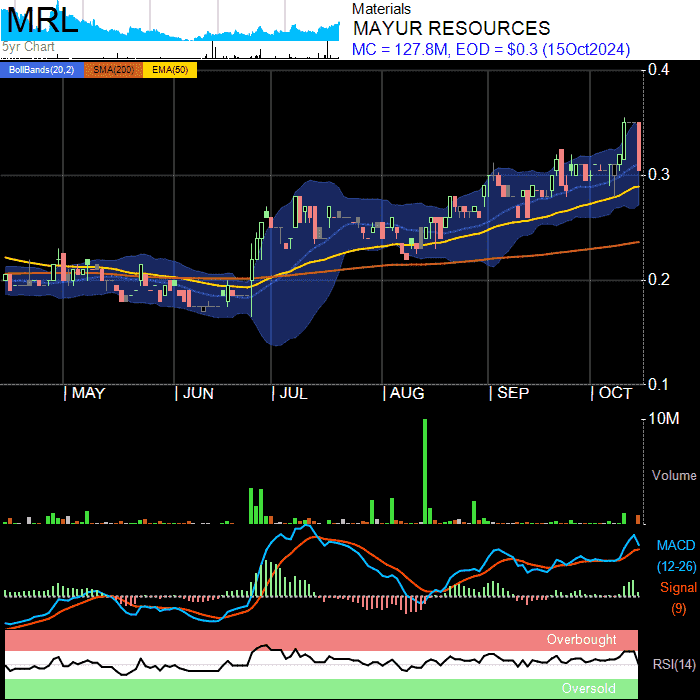 MRL
Materials
MAYUR RESOURCES
MC = 127.8M, EOD = $0.3 (15Oct2024)
5yr Chart
BollBands(20,2) SMA(200) EMA(50)
0.4
0.3
0.2
0.1
MAY JUN JUL AUG SEP OCT
10M
Volume
MACD
(12-26)
Signal
(9)
Overbought
RSI(14)
Oversold